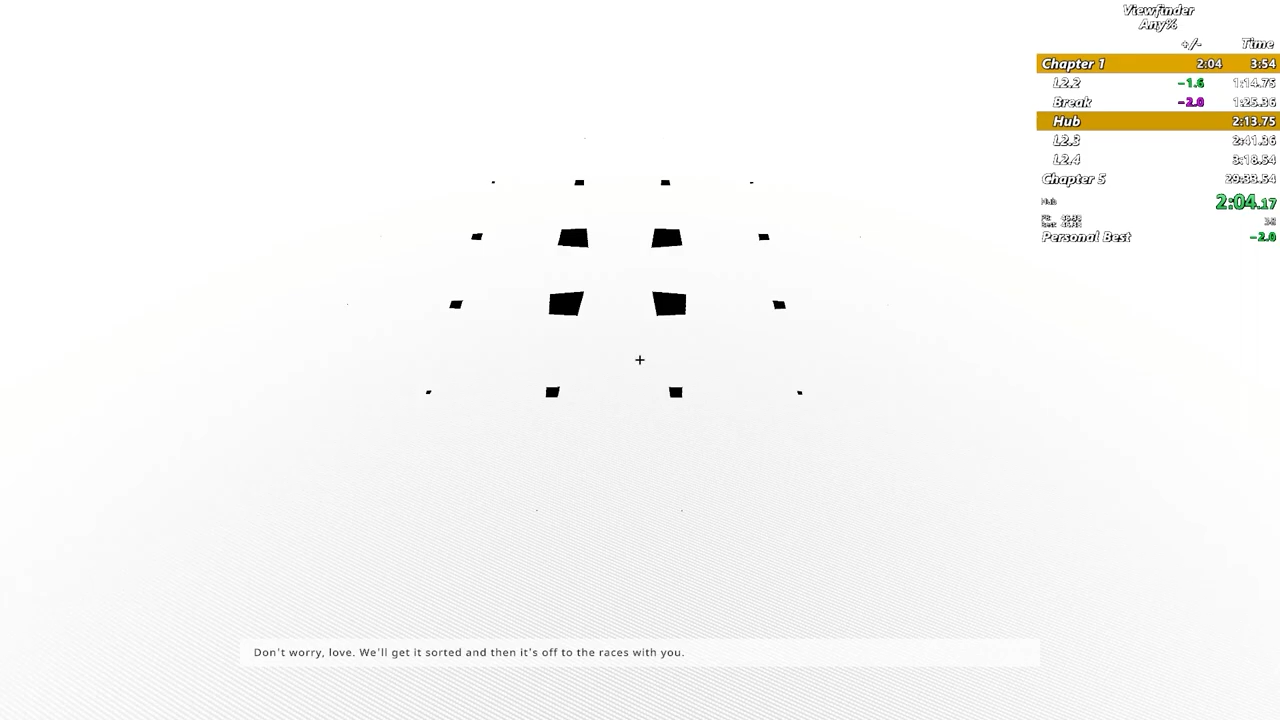 Viewfinder
Any%
+/- Time
Chapter 1 2:04 3:54
L2.2 -1.6 1:14.75
Break -2.0 1:25.36
Hub 2:13.75
L2.3 2:41.36
L2.4 3:18.54
Chapter 5 29:33.54
Hub 2:04.17
Personal Best -2.0
Don't worry, love. We'll get it sorted and then it's off to the races with you.